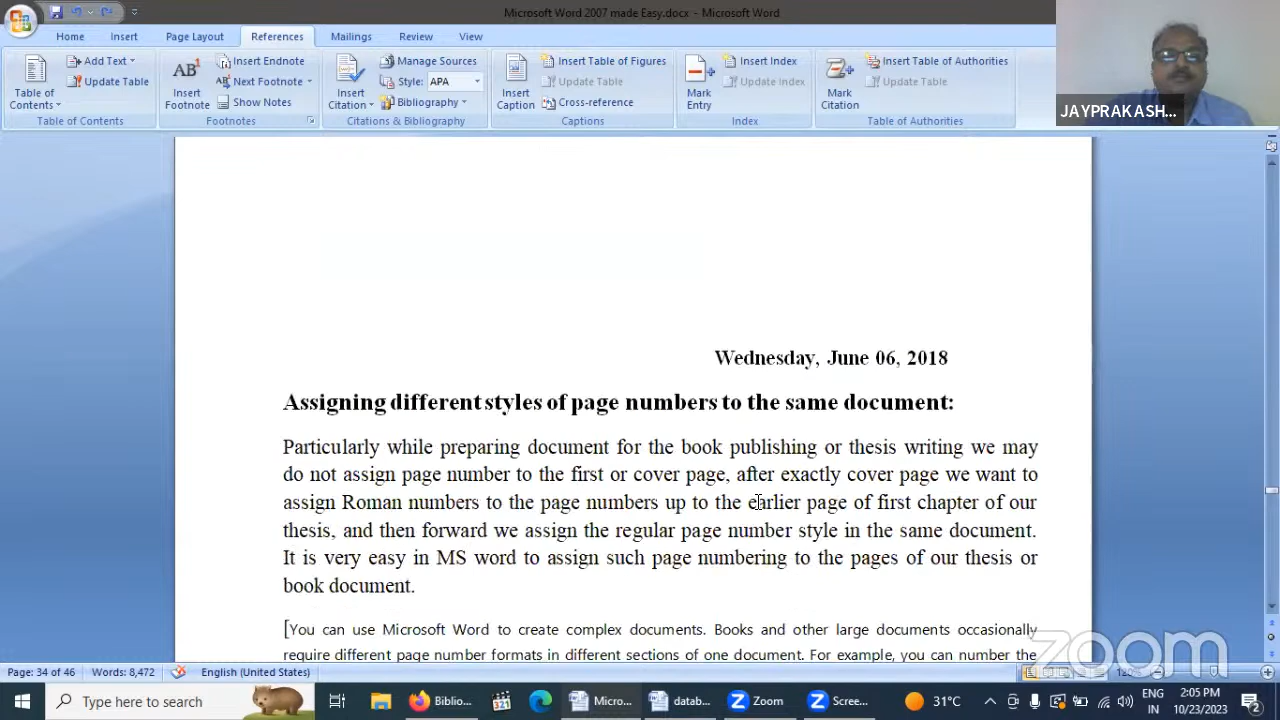 Microsoft Word 2007 made Easy.docx - Microsoft Word
Home Insert Page Layout References Mailings Review View
Table of Contents
Add Text
Update Table
Table of Contents
Insert Footnote
Insert Endnote
Next Footnote
Show Notes
Footnotes
Insert Citation
Manage Sources
Style: APA
Bibliography
Citations & Bibliography
Insert Caption
Insert Table of Figures
Update Table
Cross-reference
Captions
Mark Entry
Insert Index
Update Index
Index
Mark Citation
Insert Table of Authorities
Update Table
Table of Authorities
JAYPRAKASH...
Wednesday, June 06, 2018
Assigning different styles of page numbers to the same document:
Particularly while preparing document for the book publishing or thesis writing we may
do not assign page number to the first or cover page, after exactly cover page we want to
assign Roman numbers to the page numbers up to the earlier page of first chapter of our
thesis, and then forward we assign the regular page number style in the same document.
It is very easy in MS word to assign such page numbering to the pages of our thesis or
book document.
[You can use Microsoft Word to create complex documents. Books and other large documents occasionally
require different page number formats in different sections of one document. For example, you can number the
zoom
Page: 34 of 46 Words: 8,472 English (United States)
Type here to search
Biblio...
321
Micro...
datab...
Zoom
Scree...
31°C
ENG
IN
2:05 PM
10/23/2023
2